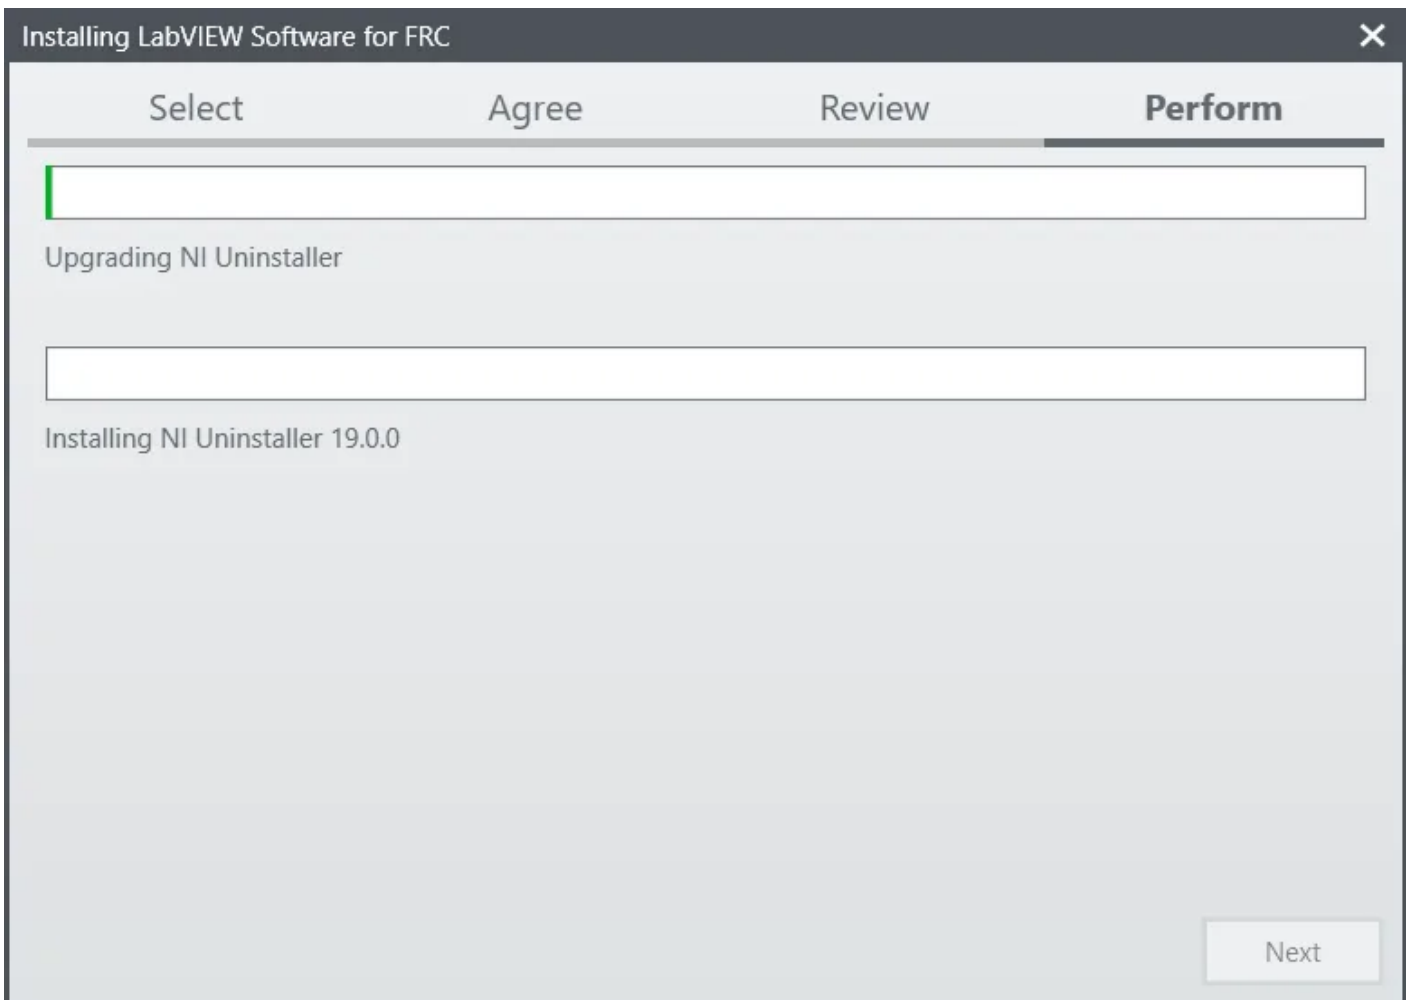 Installing LabVIEW Software for FRC
Select Agree Review Perform
Upgrading NI Uninstaller
Installing NI Uninstaller 19.0.0
Next